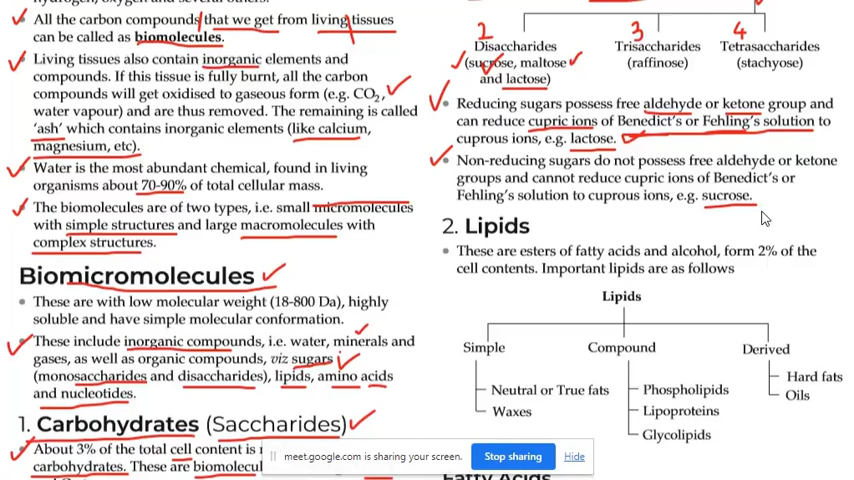 hydrogen, oxygen and several others.
All the carbon compounds that we get from living tissues
can be called as biomolecules.
Living tissues also contain inorganic elements and
compounds. If this tissue is fully burnt, all the carbon
compounds will get oxidised to gaseous form (e.g. CO₂,
water vapour) and are thus removed. The remaining is called
'ash' which contains inorganic elements (like calcium,
magnesium, etc).
Water is the most abundant chemical, found in living
organisms about 70-90% of total cellular mass.
The biomolecules are of two types, i.e. small micromolecules
with simple structures and large macromolecules with
complex structures.
Biomicromolecules
These are with low molecular weight (18-800 Da), highly
soluble and have simple molecular conformation.
These include inorganic compounds, i.e. water, minerals and
gases, as well as organic compounds, viz sugars
(monosaccharides and disaccharides), lipids, amino acids
and nucleotides.
1. Carbohydrates (Saccharides)
About 3% of the total cell content is
carbohydrates. These are
2 3 4
Disaccharides Trisaccharides Tetrasaccharides
(sucrose, maltose (raffinose) (stachyose)
and lactose)
Reducing sugars possess free aldehyde or ketone group and
can reduce cupric ions of Benedict's or Fehling's solution to
cuprous ions, e.g. lactose.
Non-reducing sugars do not possess free aldehyde or ketone
groups and cannot reduce cupric ions of Benedict's or
Fehling's solution to cuprous ions, e.g. sucrose.
2. Lipids
These are esters of fatty acids and alcohol, form 2% of the
cell contents. Important lipids are as follows
Lipids
Simple Compound Derived
Neutral or True fats
Waxes
Phospholipids
Lipoproteins
Glycolipids
Hard fats
Oils
Fatty Acids
meet.google.com is sharing your screen. Stop sharing Hide